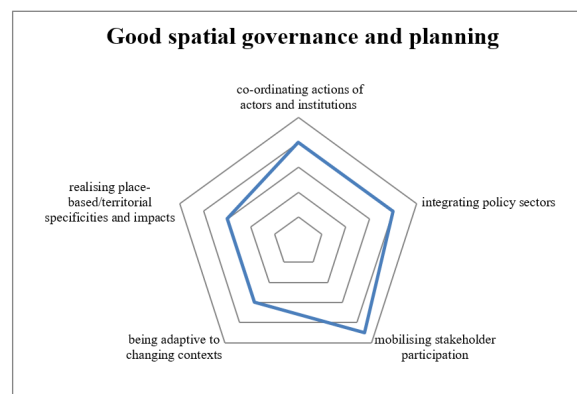 Good spatial governance and planning
co-ordinating actions of
actors and institutions
realising place-
based/territorial
specificities and impacts
integrating policy sectors
being adaptive to
changing contexts
mobilising stakeholder
participation